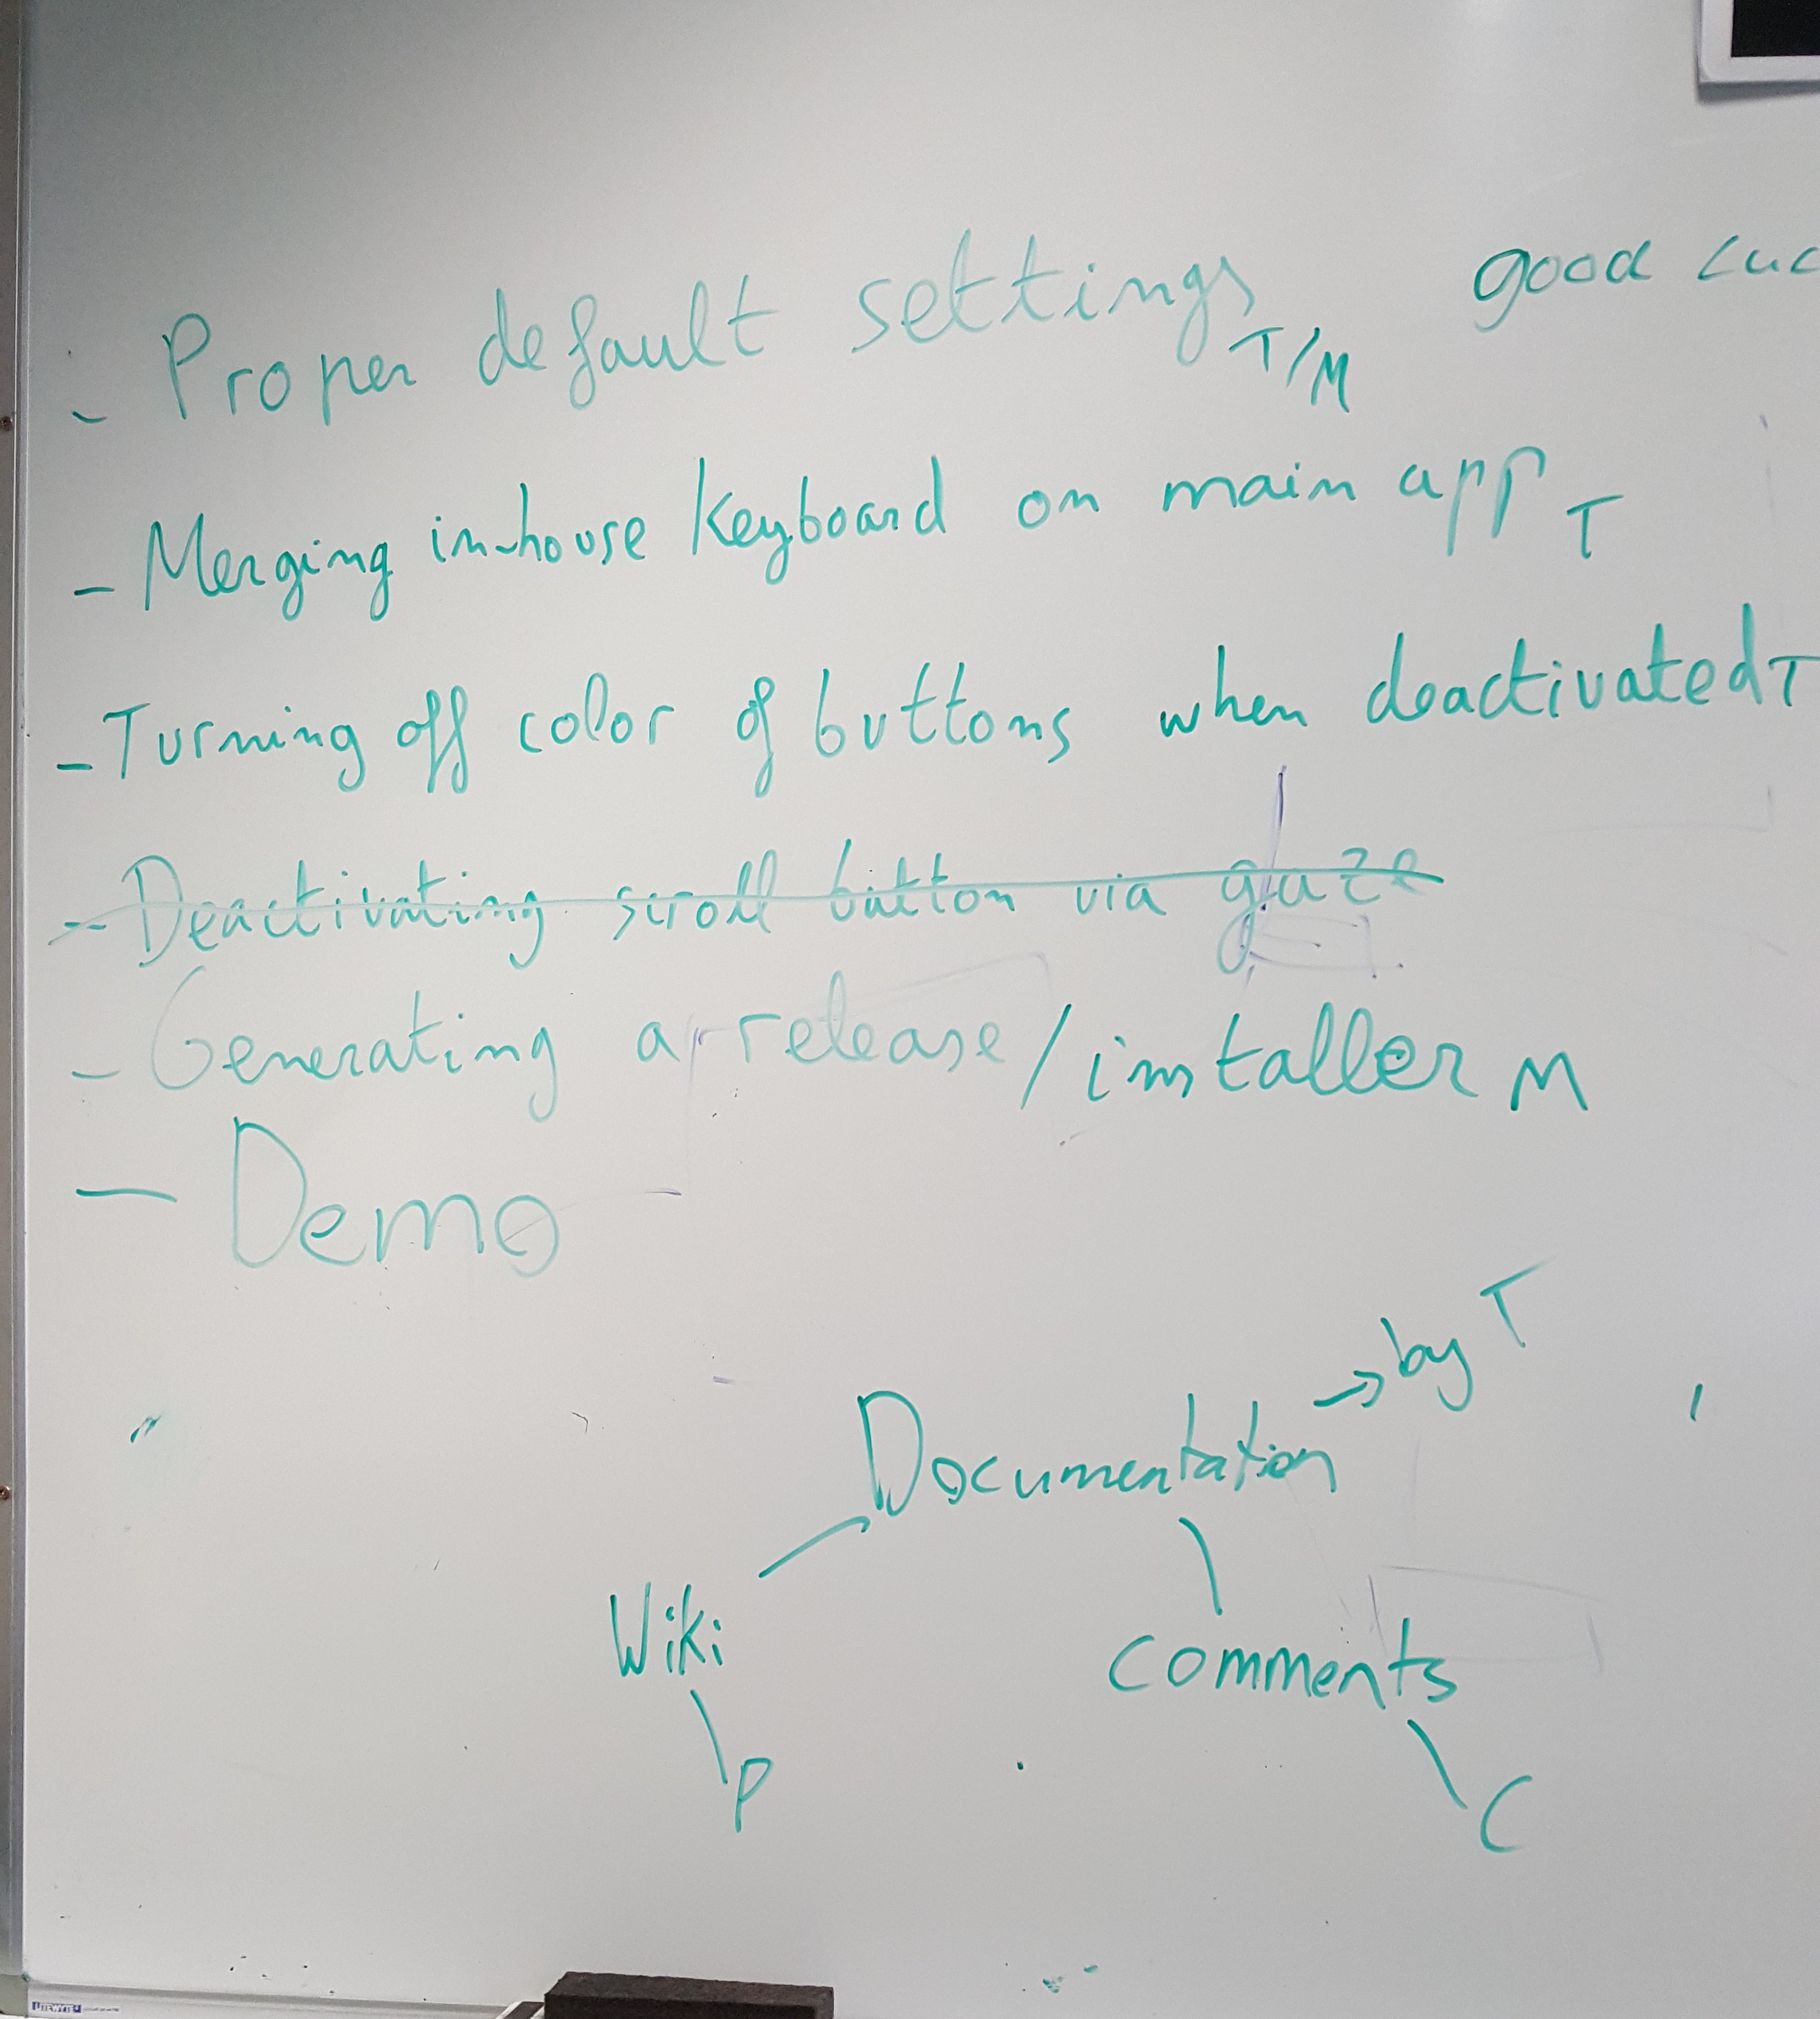 - Proper default settings T/M
good luc
- Merging in-house keyboard on main app T
- Turning off color of buttons when deactivated T
- Deactivating scroll button via gaze
- Generating a release/installer M
- Demo
→ by T
Documentation
Wiki
comments
P
C